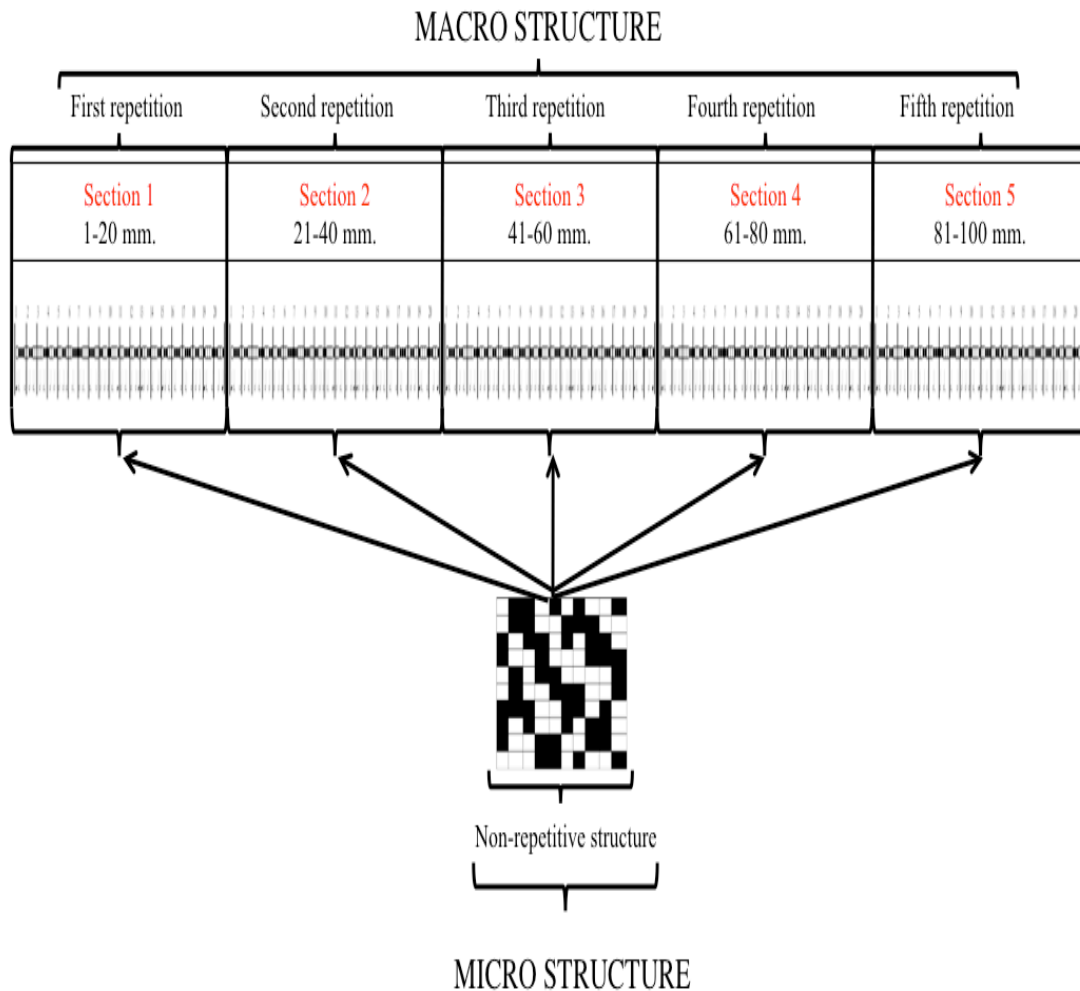 MACRO STRUCTURE
First repetition Second repetition Third repetition Fourth repetition Fifth repetition
Section 1 Section 2 Section 3 Section 4 Section 5
1-20 mm. 21-40 mm. 41-60 mm. 61-80 mm. 81-100 mm.
Non-repetitive structure
MICRO STRUCTURE